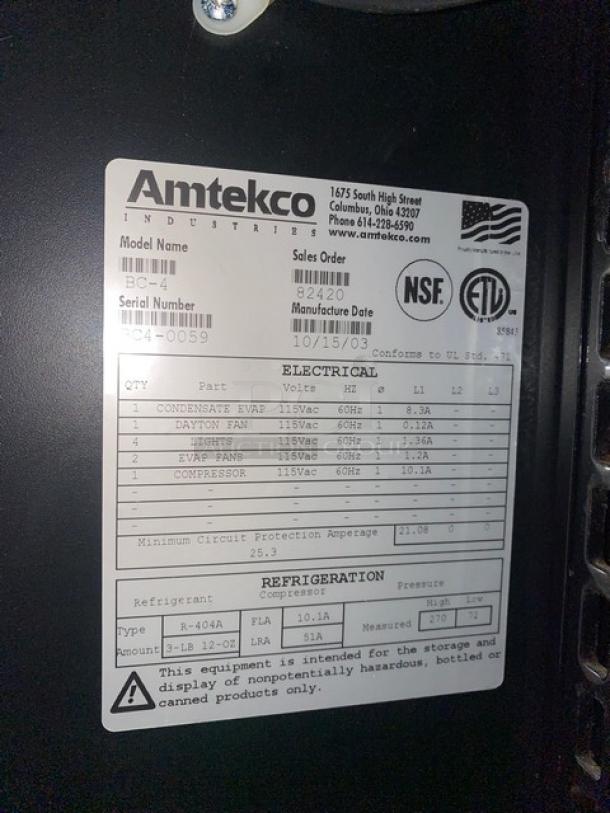 Amtekco
INDUSTRIES
1675 South High Street
Columbus, Ohio 43207
Phone 614-228-6590
www.amtekco.com
Model Name
BC-4
Serial Number
BC4-0059
Sales Order
82420
Manufacture Date
10/15/03
NSF.
ETL
LISTED
US
85843
Conforms to UL Std. 471
ELECTRICAL
QTY Part Volts HZ ø L1 L2 L3
1 CONDENSATE EVAP 115Vac 60Hz 1 8.3A - -
1 DAYTON FAN 115Vac 60Hz 1 0.12A - -
4 LIGHTS 115Vac 60Hz 1 1.36A - -
2 EVAP FANS 115Vac 60Hz 1 1.2A - -
1 COMPRESSOR 115Vac 60Hz 1 10.1A - -
- - - - - - - -
- - - - - - - -
- - - - - - - -
Minimum Circuit Protection Amperage 21.08 0 0
25.3
REFRIGERATION
Refrigerant Compressor Pressure
High Low
Type R-404A FLA 10.1A Measured 270 72
Amount 3-LB 12-OZ LRA 51A
This equipment is intended for the storage and
display of nonpotentially hazardous, bottled or
canned products only.